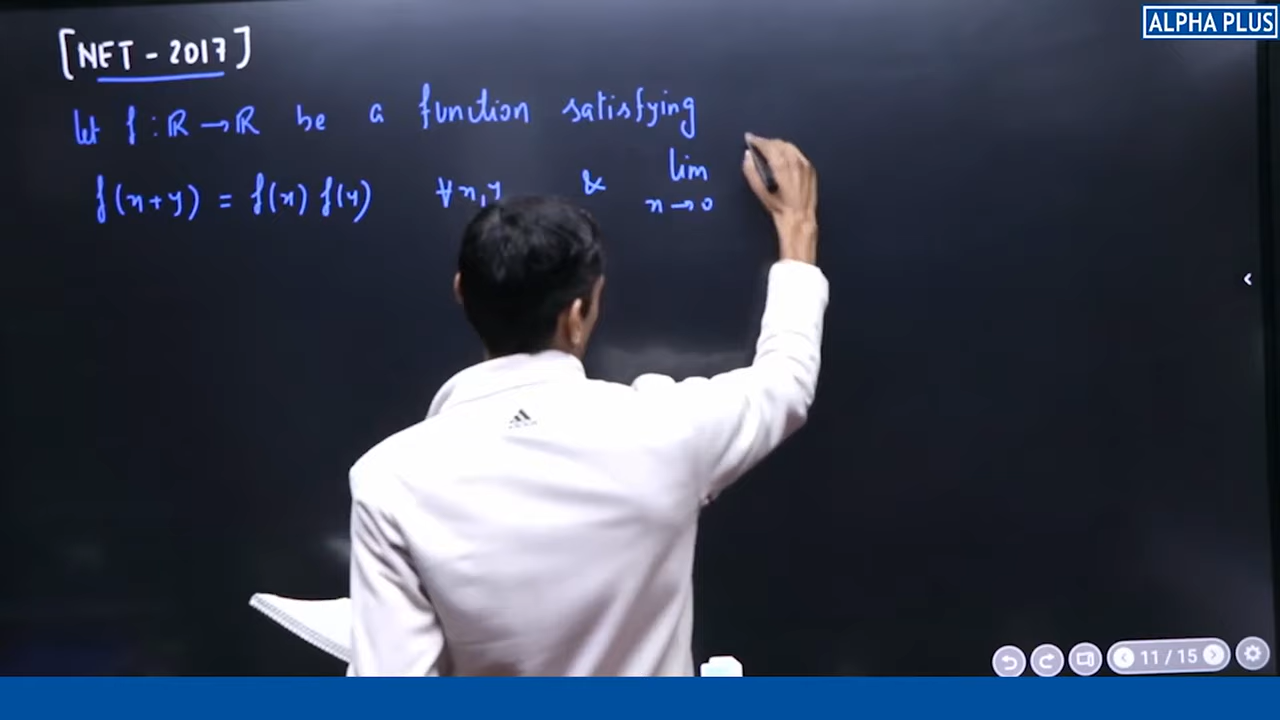 ALPHA PLUS
[NET - 2017]
let f : ℝ → ℝ be a function satisfying
f(x+y) = f(x) f(y) ∀ x, y & lim x→0
11 / 15